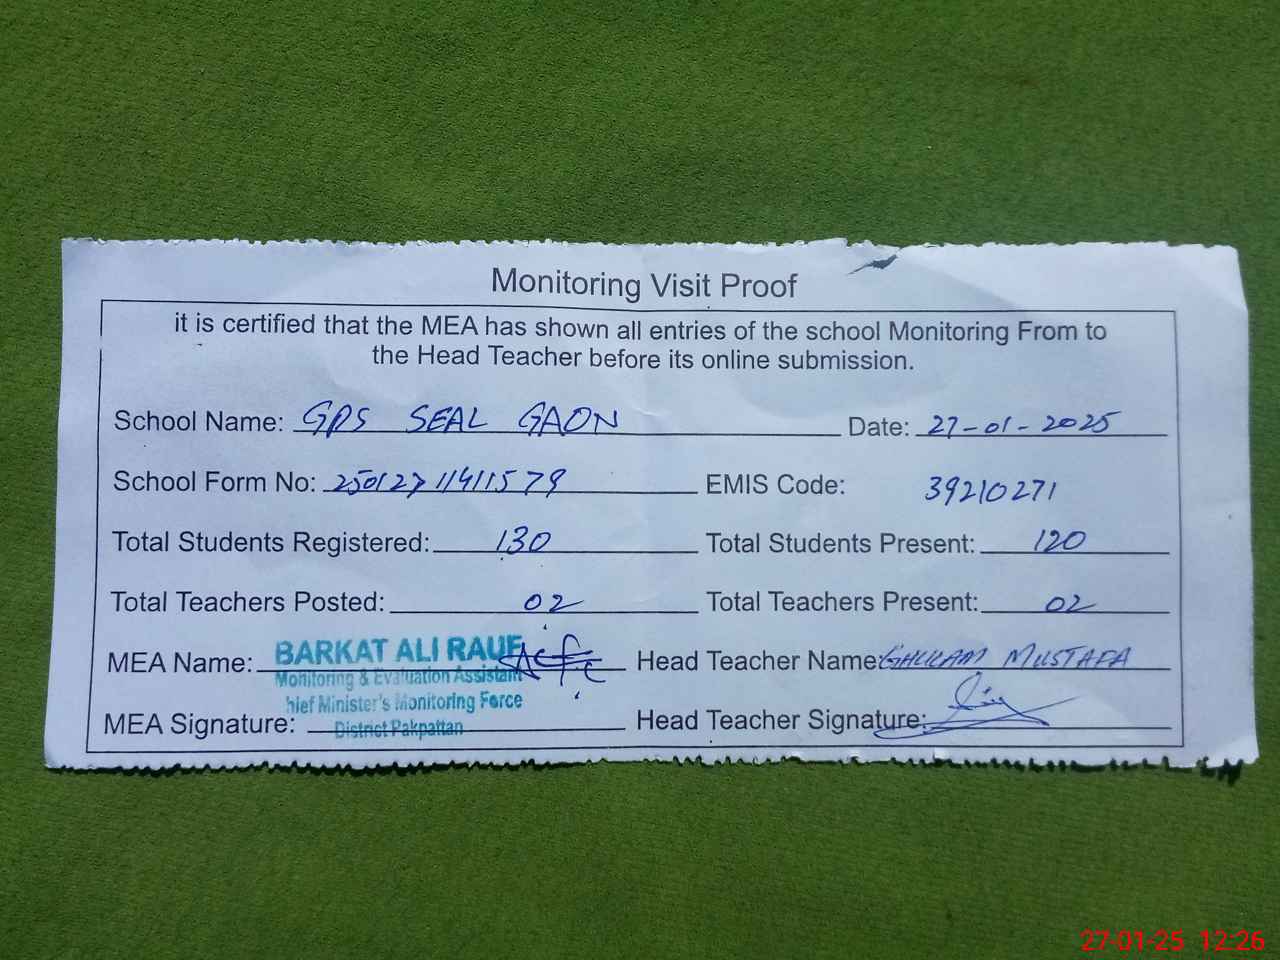 Monitoring Visit Proof
it is certified that the MEA has shown all entries of the school Monitoring From to
the Head Teacher before its online submission.
School Name: GPS SEAL GAON Date: 27-01-2025
School Form No: 25012711411579 EMIS Code: 39210271
Total Students Registered: 130 Total Students Present: 120
Total Teachers Posted: 02 Total Teachers Present: 02
MEA Name: BARKAT ALI RAUF Head Teacher Name: GHULAM MUSTAFA
Monitoring & Evaluation Assistant
hief Minister's Monitoring Force
MEA Signature: Head Teacher Signature:
District Pakpattan
27-01-25 12:26